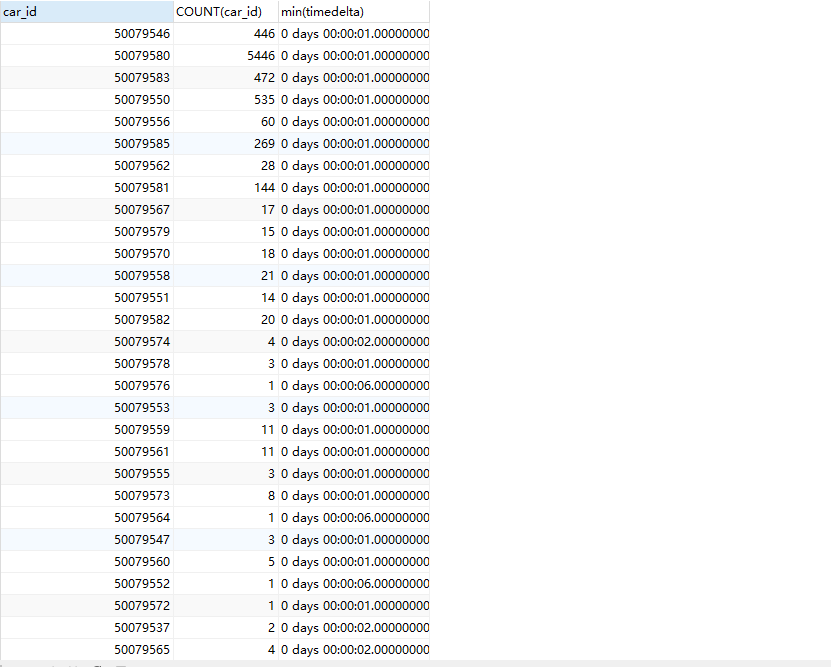 car_id COUNT(car_id) min(timedelta)
50079546 446 0 days 00:00:01.00000000
50079580 5446 0 days 00:00:01.00000000
50079583 472 0 days 00:00:01.00000000
50079550 535 0 days 00:00:01.00000000
50079556 60 0 days 00:00:01.00000000
50079585 269 0 days 00:00:01.00000000
50079562 28 0 days 00:00:01.00000000
50079581 144 0 days 00:00:01.00000000
50079567 17 0 days 00:00:01.00000000
50079579 15 0 days 00:00:01.00000000
50079570 18 0 days 00:00:01.00000000
50079558 21 0 days 00:00:01.00000000
50079551 14 0 days 00:00:01.00000000
50079582 20 0 days 00:00:01.00000000
50079574 4 0 days 00:00:02.00000000
50079578 3 0 days 00:00:01.00000000
50079576 1 0 days 00:00:06.00000000
50079553 3 0 days 00:00:01.00000000
50079559 11 0 days 00:00:01.00000000
50079561 11 0 days 00:00:01.00000000
50079555 3 0 days 00:00:01.00000000
50079573 8 0 days 00:00:01.00000000
50079564 1 0 days 00:00:06.00000000
50079547 3 0 days 00:00:01.00000000
50079560 5 0 days 00:00:01.00000000
50079552 1 0 days 00:00:06.00000000
50079572 1 0 days 00:00:01.00000000
50079537 2 0 days 00:00:02.00000000
50079565 4 0 days 00:00:02.00000000